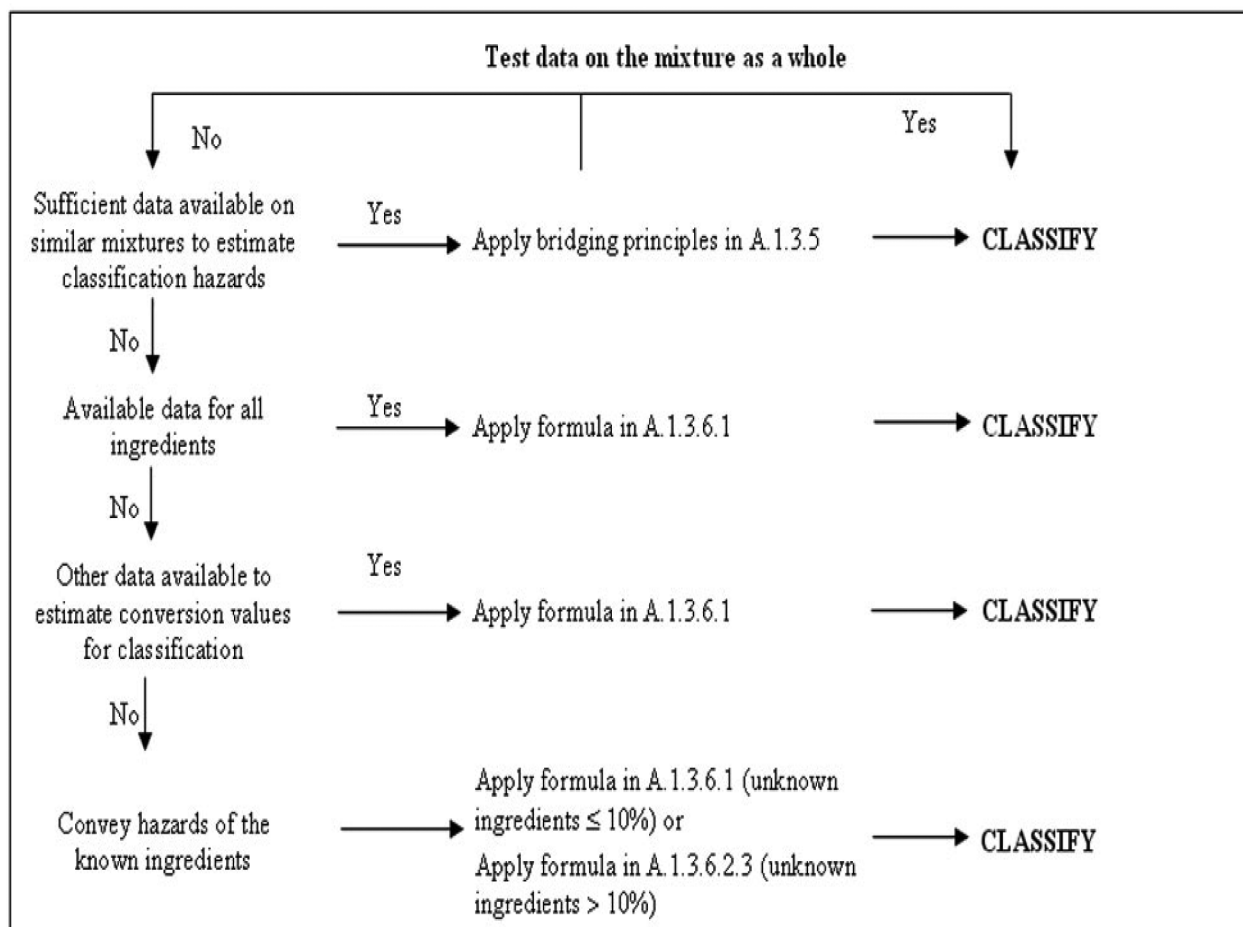 Test data on the mixture as a whole
No
Yes
Sufficient data available on
similar mixtures to estimate
classification hazards
Yes
Apply bridging principles in A.1.3.5
CLASSIFY
No
Available data for all
ingredients
Yes
Apply formula in A.1.3.6.1
CLASSIFY
No
Other data available to
estimate conversion values
for classification
Yes
Apply formula in A.1.3.6.1
CLASSIFY
No
Convey hazards of the
known ingredients
Apply formula in A.1.3.6.1 (unknown
ingredients ≤ 10%) or
Apply formula in A.1.3.6.2.3 (unknown
ingredients > 10%)
CLASSIFY